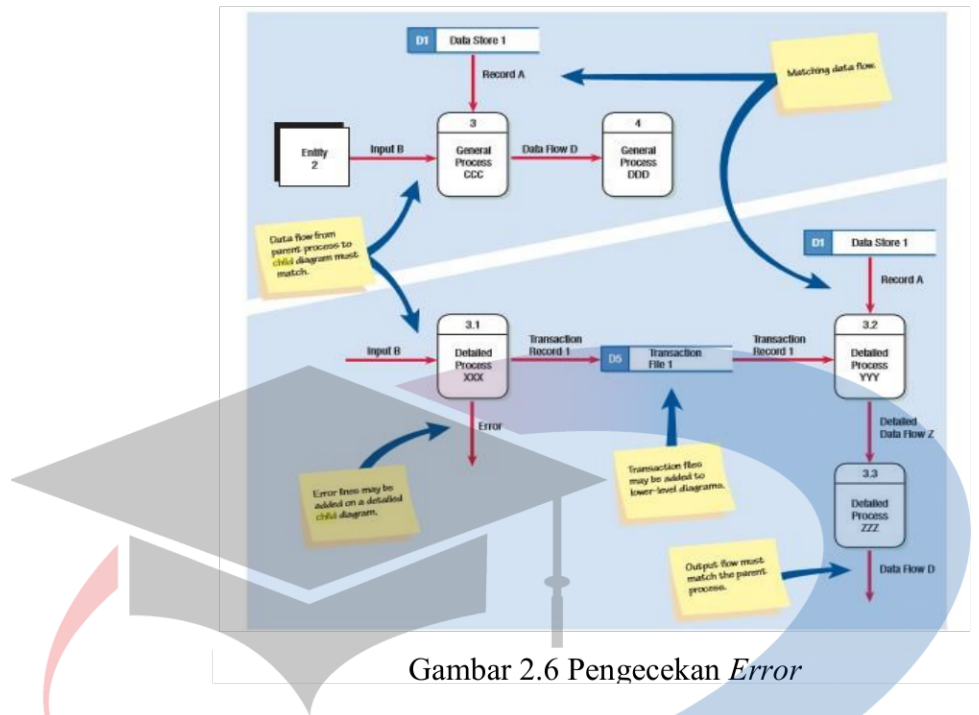 D1 Data Store 1
Record A
Matching data flow.
3
General
Process
CCC
4
General
Process
DDD
Entity
2
Input B
Data Flow D
Data flow from
parent process to
child diagram must
match.
D1 Data Store 1
Record A
3.1
Detailed
Process
XXX
Input B
Transaction
Record 1
D5 Transaction
File 1
Transaction
Record 1
3.2
Detailed
Process
YYY
Error
Detailed
Data Flow Z
Error lines may be
added on a detailed
child diagram.
Transaction files
may be added to
lower-level diagrams.
3.3
Detailed
Process
ZZZ
Output flow must
match the parent
process.
Data Flow D
Gambar 2.6 Pengecekan Error